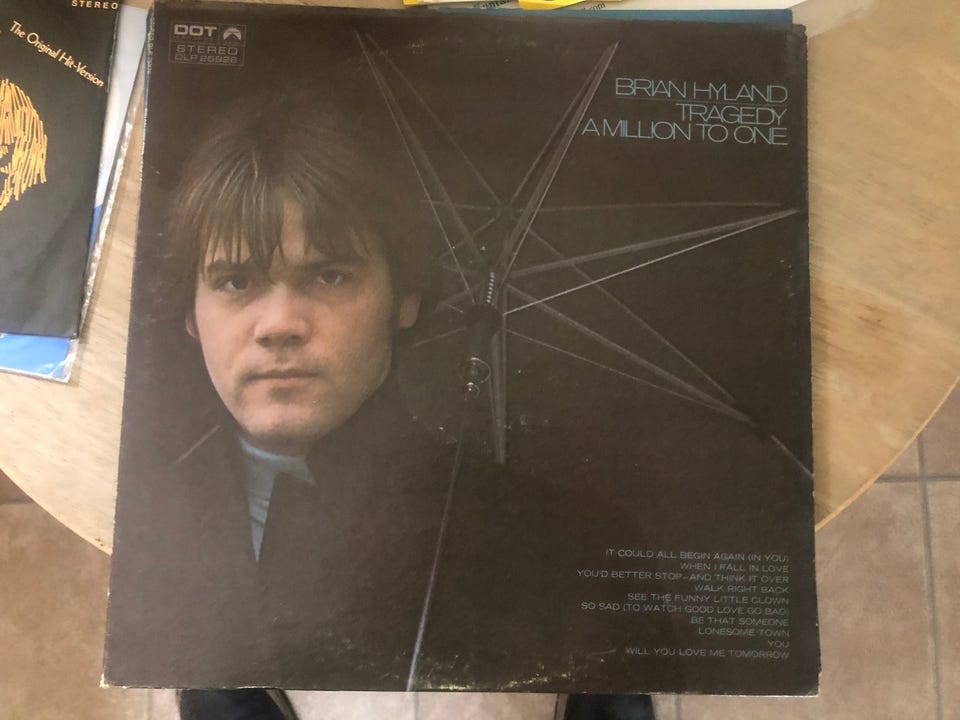 STEREO
The Original Hit-Version
.com
DOT
STEREO
DLP 25926
BRIAN HYLAND
TRAGEDY
A MILLION TO ONE
IT COULD ALL BEGIN AGAIN (IN YOU)
WHEN I FALL IN LOVE
YOU'D BETTER STOP-AND THINK IT OVER
WALK RIGHT BACK
SEE THE FUNNY LITTLE CLOWN
SO SAD (TO WATCH GOOD LOVE GO BAD)
BE THAT SOMEONE
LONESOME TOWN
YOU
WILL YOU LOVE ME TOMORROW